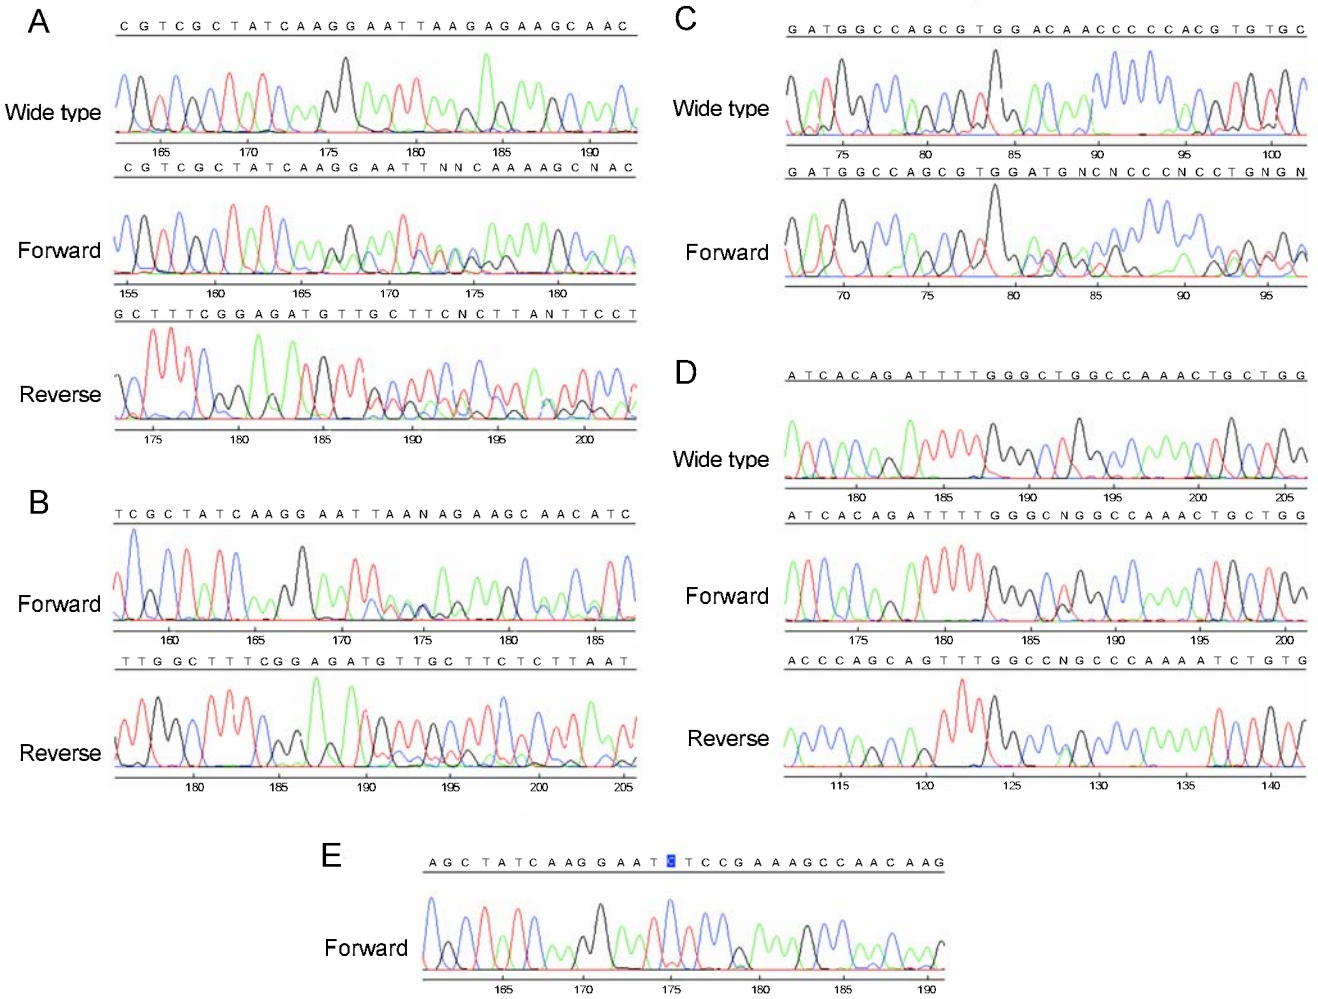 A
C G T C G C T A T C A A G G A A T T A A G A G A A G C A A C
Wide type
165 170 175 180 185 190
C G T C G C T A T C A A G G A A T T N N C A A A A G C N A C
Forward
155 160 165 170 175 180
G C T T T C G G A G A T G T T G C T T C N C T T A N T T C C T
Reverse
175 180 185 190 195 200
B
T C G C T A T C A A G G A A T T A A N A G A A G C A A C A T C
Forward
160 165 170 175 180 185
T T G G C T T T C G G A G A T G T T G C T T C T C T T A A T
Reverse
180 185 190 195 200 205
C
G A T G G C C A G C G T G G A C A A C C C C C A C G T G T G C
Wide type
75 80 85 90 95 100
G A T G G C C A G C G T G G A T G N C N C C C N C C T G N G N
Forward
70 75 80 85 90 95
D
A T C A C A G A T T T T G G G C T G G C C A A A C T G C T G G
Wide type
180 185 190 195 200 205
A T C A C A G A T T T T G G G C N G G C C A A A C T G C T G G
Forward
175 180 185 190 195 200
A C C C A G C A G T T T G G C C N G C C C A A A A T C T G T G
Reverse
115 120 125 130 135 140
E
A G C T A T C A A G G A A T C T C C G A A A G C C A A C A A G
Forward
165 170 175 180 185 190